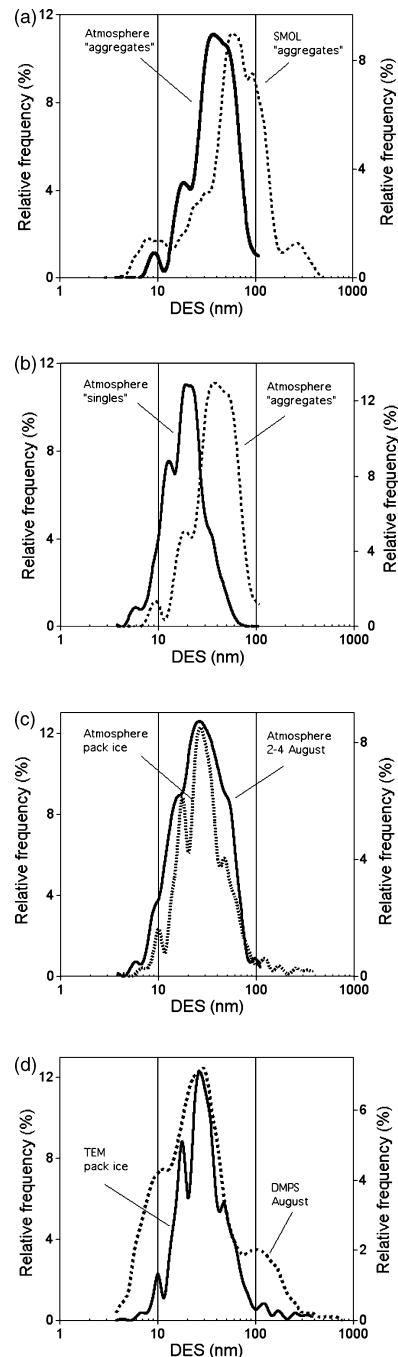 (a)
Atmosphere
"aggregates"
SMOL
"aggregates"
Relative frequency (%)
12
8
4
0
Relative frequency (%)
8
4
0
1
10
100
1000
DES (nm)
(b)
Atmosphere
"singles"
Atmosphere
"aggregates"
Relative frequency (%)
12
8
4
0
Relative frequency (%)
12
8
4
0
1
10
100
1000
DES (nm)
(c)
Atmosphere
pack ice
Atmosphere
2-4 August
Relative frequency (%)
12
8
4
0
Relative frequency (%)
8
4
0
1
10
100
1000
DES (nm)
(d)
TEM
pack ice
DMPS
August
Relative frequency (%)
12
8
4
0
Relative frequency (%)
6
4
2
0
1
10
100
1000
DES (nm)